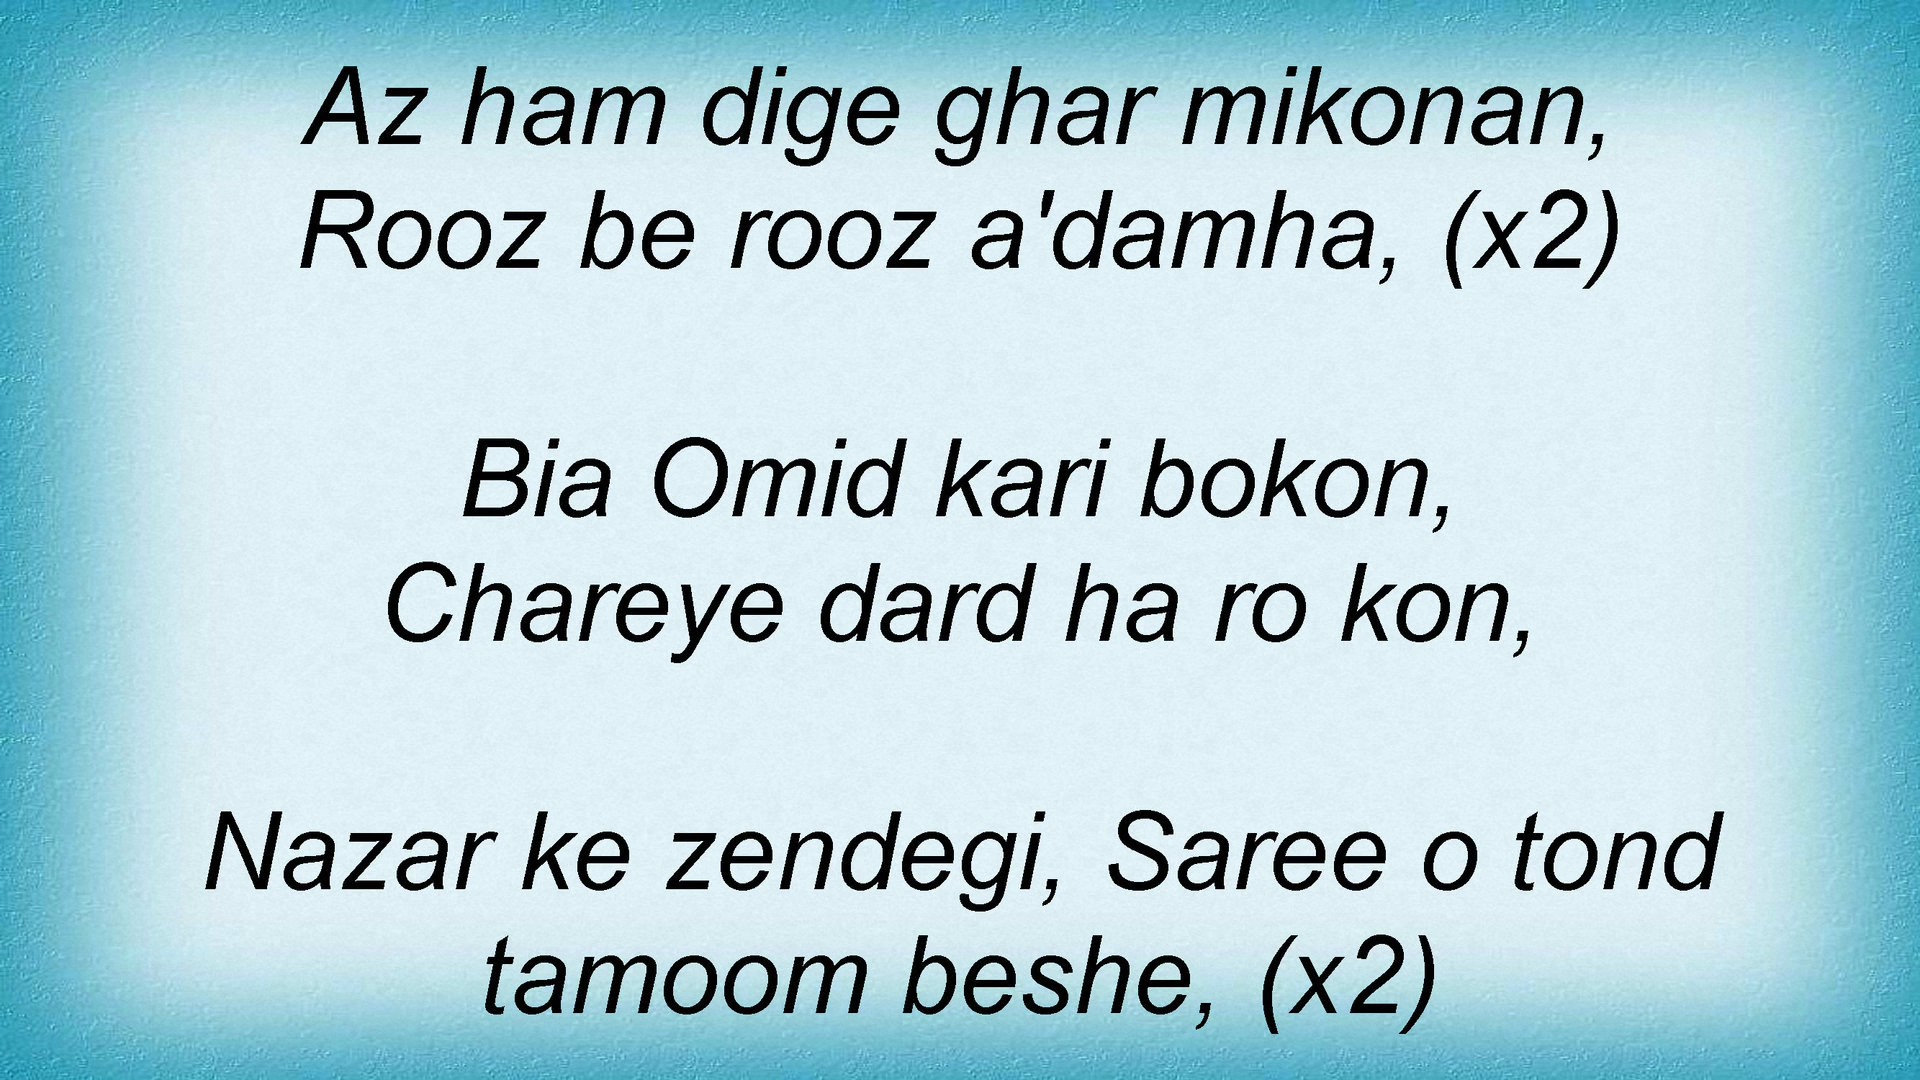 Az ham dige ghar mikonan,
Rooz be rooz a'damha, (x2)
Bia Omid kari bokon,
Chareye dard ha ro kon,
Nazar ke zendegi, Saree o tond
tamoom beshe, (x2)